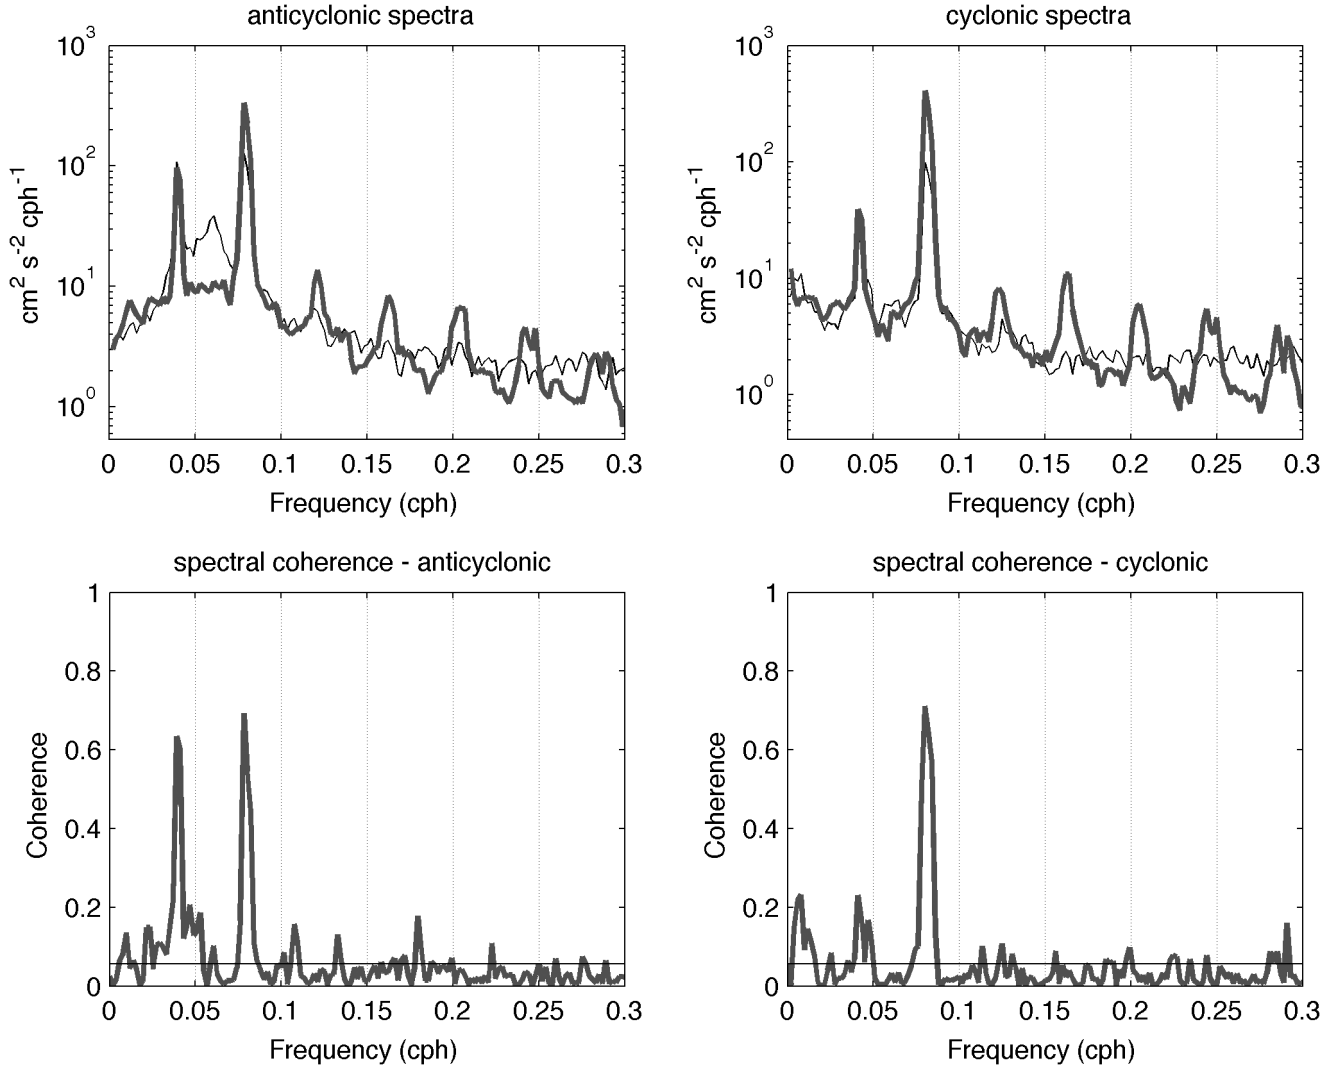 anticyclonic spectra
cm² s⁻² cph⁻¹
10³
10²
10¹
10⁰
0 0.05 0.1 0.15 0.2 0.25 0.3
Frequency (cph)
cyclonic spectra
cm² s⁻² cph⁻¹
10³
10²
10¹
10⁰
0 0.05 0.1 0.15 0.2 0.25 0.3
Frequency (cph)
spectral coherence - anticyclonic
Coherence
1
0.8
0.6
0.4
0.2
0
0 0.05 0.1 0.15 0.2 0.25 0.3
Frequency (cph)
spectral coherence - cyclonic
Coherence
1
0.8
0.6
0.4
0.2
0
0 0.05 0.1 0.15 0.2 0.25 0.3
Frequency (cph)